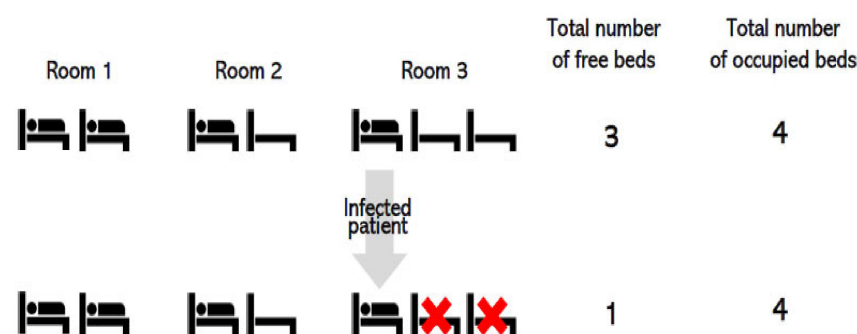 Room 1
Room 2
Room 3
Total number
of free beds
Total number
of occupied beds
3
4
Infected
patient
1
4